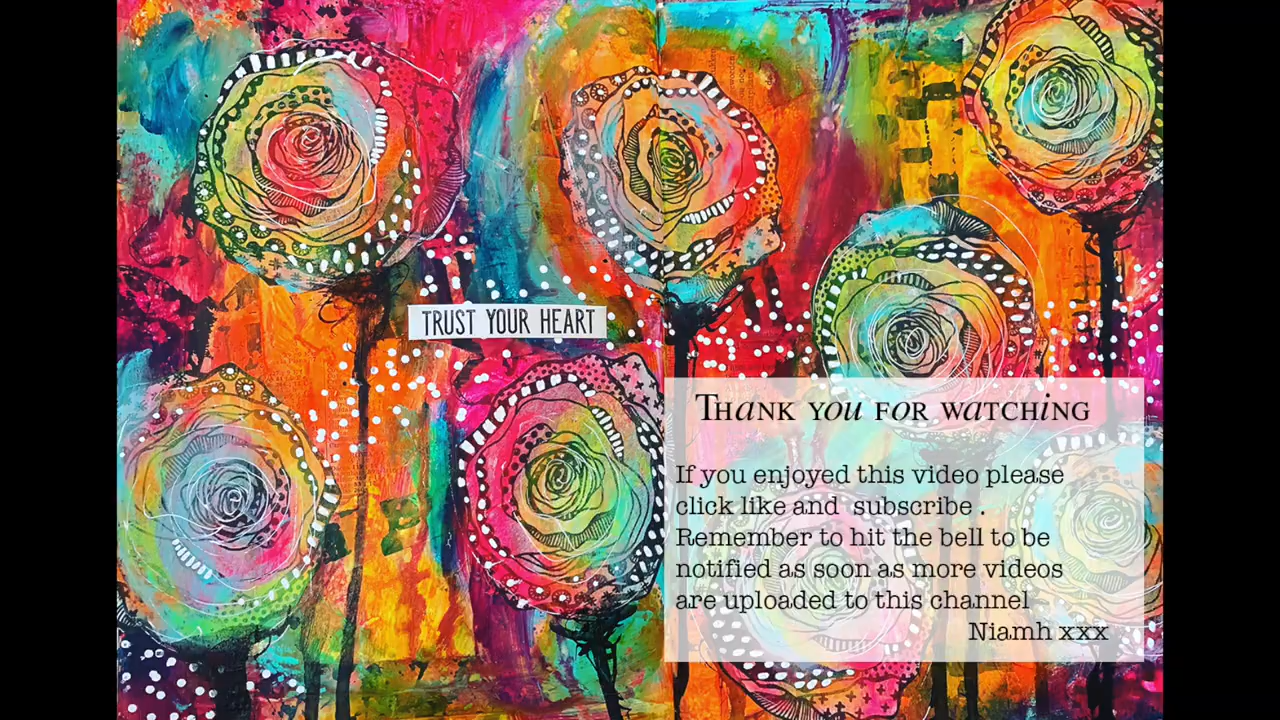 TRUST YOUR HEART
THANK YOU FOR WATCHING
If you enjoyed this video please
click like and subscribe .
Remember to hit the bell to be
notified as soon as more videos
are uploaded to this channel
Niamh xxx